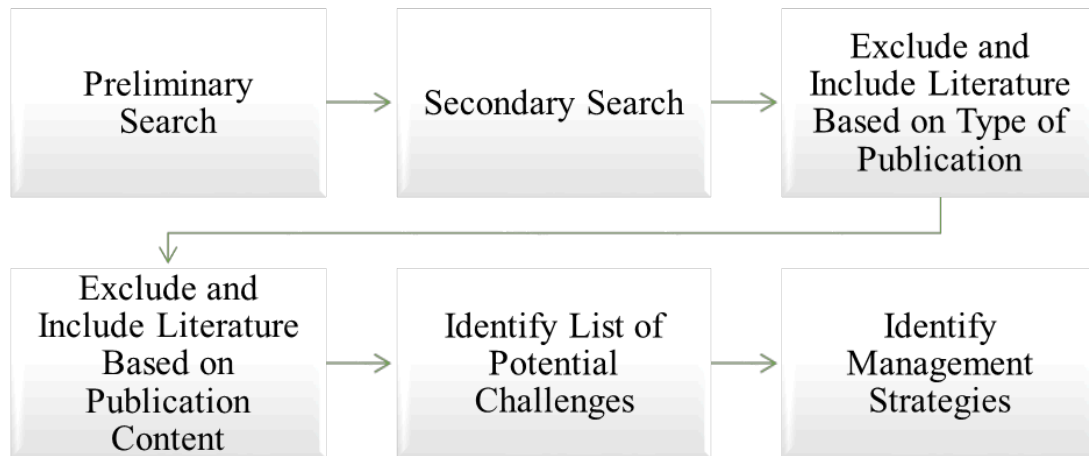 Preliminary
Search
Secondary Search
Exclude and
Include Literature
Based on Type of
Publication
Exclude and
Include Literature
Based on
Publication
Content
Identify List of
Potential
Challenges
Identify
Management
Strategies